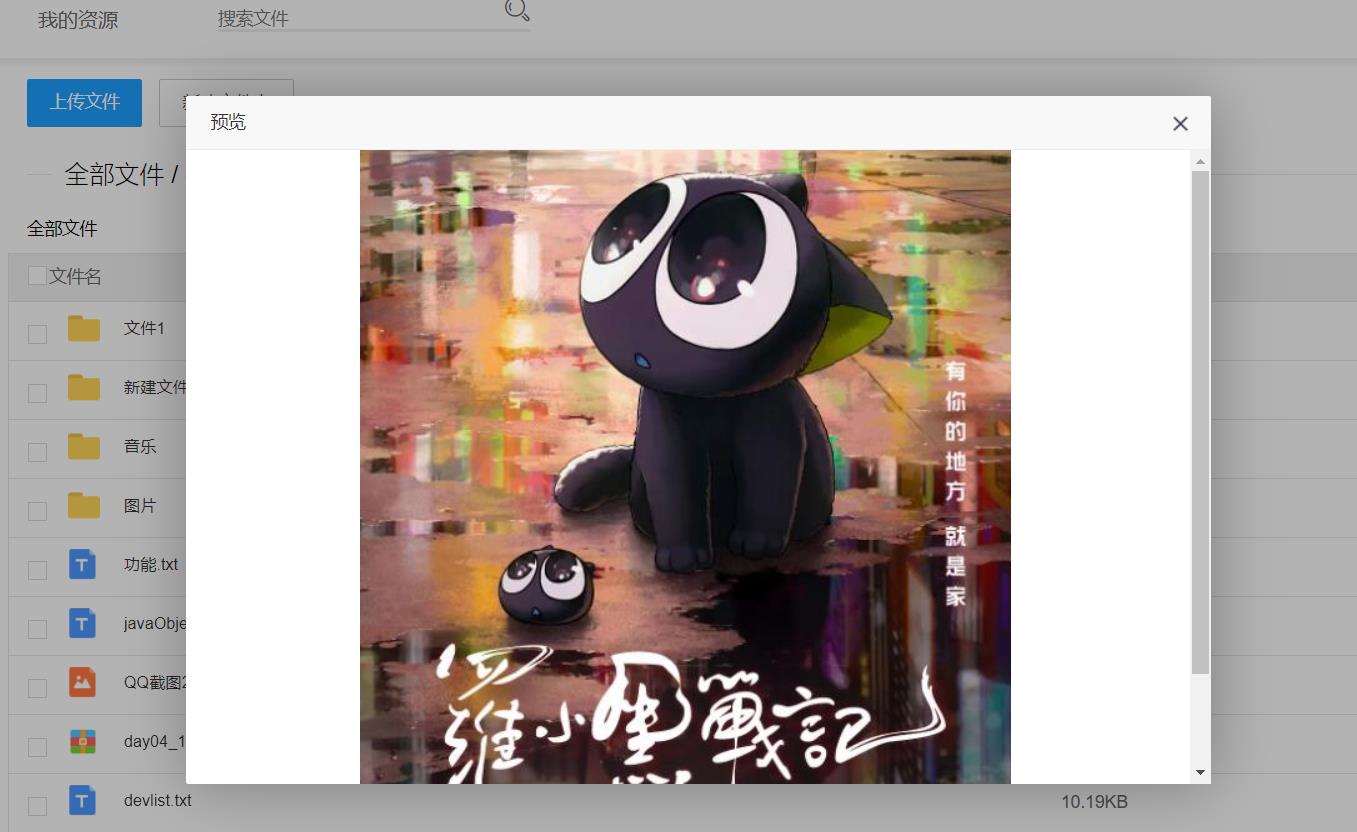 我的资源
搜索文件
上传文件
预览
全部文件 /
全部文件
文件名
文件1
新建文件
音乐
图片
功能.txt
javaObje
QQ截图2
day04_1
devlist.txt
10.19KB
有你的地方 就是家
羅小黑戰記